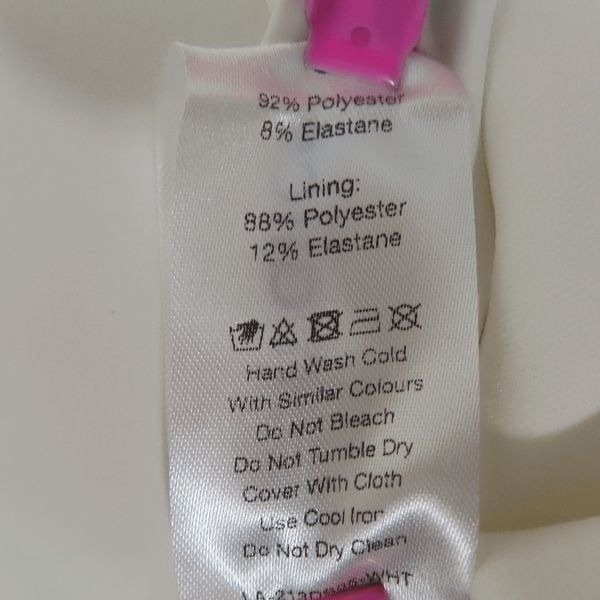 92% Polyester
8% Elastane
Lining:
88% Polyester
12% Elastane
Hand Wash Cold
With Similar Colours
Do Not Bleach
Do Not Tumble Dry
Cover With Cloth
Use Cool Iron
Do Not Dry Clean